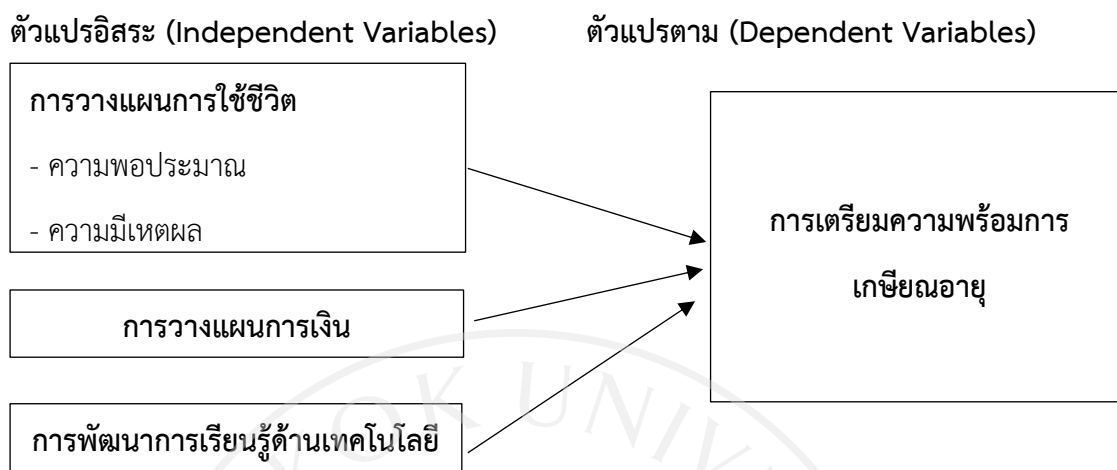 ตัวแปรอิสระ (Independent Variables)
ตัวแปรตาม (Dependent Variables)
การวางแผนการใช้ชีวิต
- ความพอประมาณ
- ความมีเหตผล
การวางแผนการเงิน
การพัฒนาการเรียนรู้ด้านเทคโนโลยี
การเตรียมความพร้อมการ
เกษียณอายุ